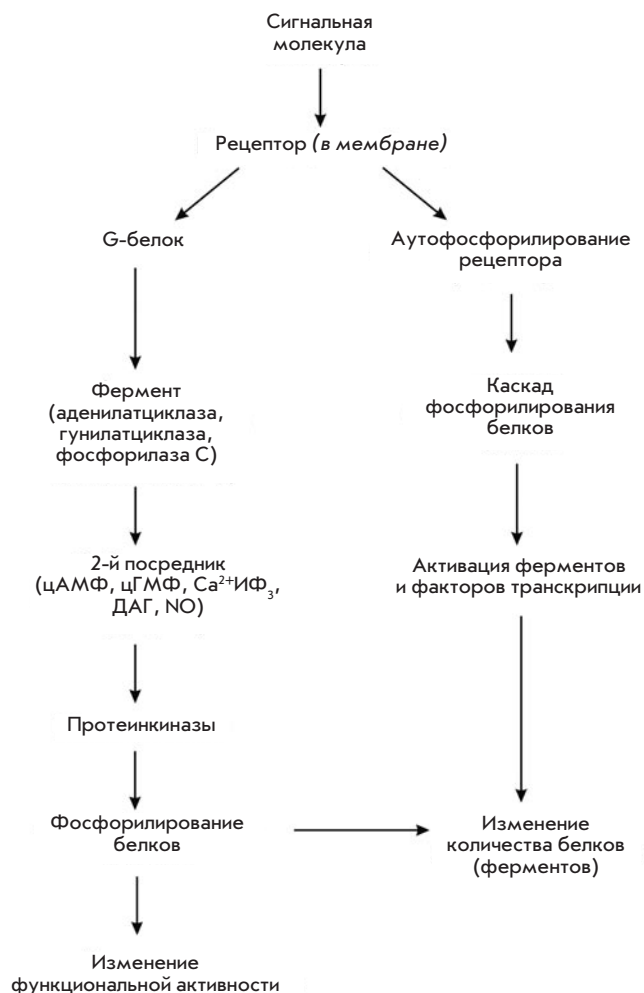 Сигнальная
молекула
Рецептор (в мембране)
G-белок
Аутофосфорилирование
рецептора
Фермент
(аденилатциклаза,
гунилатциклаза,
фосфорилаза С)
Каскад
фосфорилирования
белков
2-й посредник
(цАМФ, цГМФ, Ca²⁺ИФ₃,
ДАГ, NO)
Активация ферментов
и факторов транскрипции
Протеинкиназы
Фосфорилирование
белков
Изменение
количества белков
(ферментов)
Изменение
функциональной активности